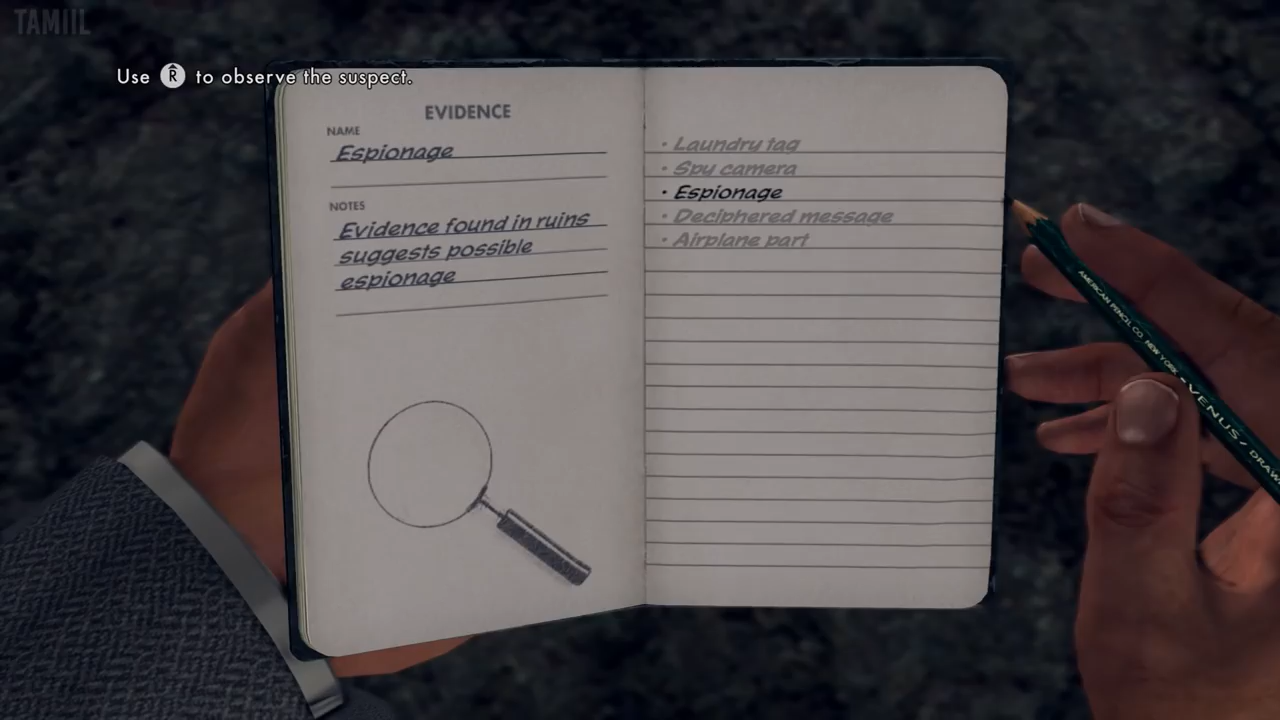 TAMIIL
Use R to observe the suspect.
EVIDENCE
NAME
Espionage
NOTES
Evidence found in ruins
suggests possible
espionage
• Laundry tag
• Spy camera
• Espionage
• Deciphered message
• Airplane part
AMERICAN PENCIL CO. NEW YORK VENUS DRAW